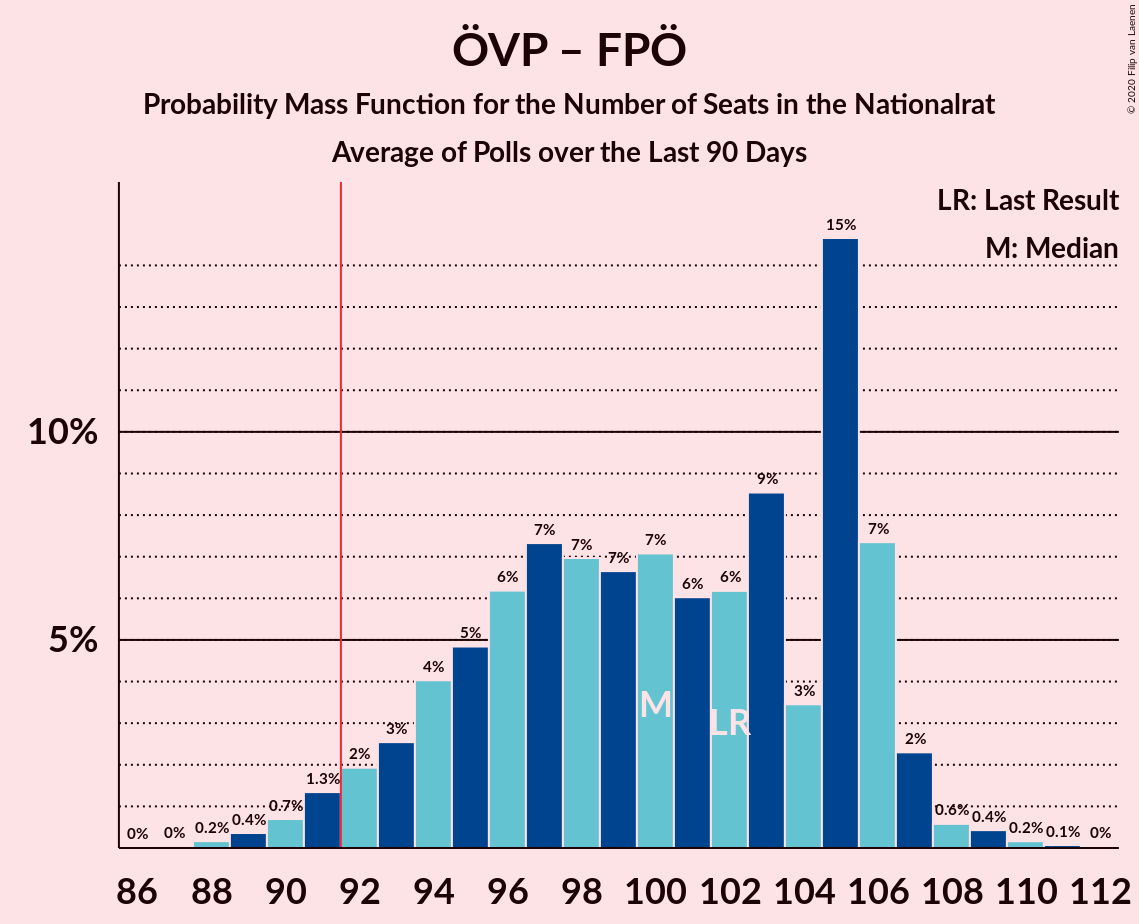 ÖVP – FPÖ
Probability Mass Function for the Number of Seats in the Nationalrat
Average of Polls over the Last 90 Days
© 2020 Filip van Laenen
LR: Last Result
M: Median
10%
5%
0% 0% 0.2% 0.4% 0.7% 1.3% 2% 3% 4% 5% 6% 7% 7% 7% 7% 6% 6% 9% 3% 15% 7% 2% 0.6% 0.4% 0.2% 0.1% 0%
M
LR
86 88 90 92 94 96 98 100 102 104 106 108 110 112